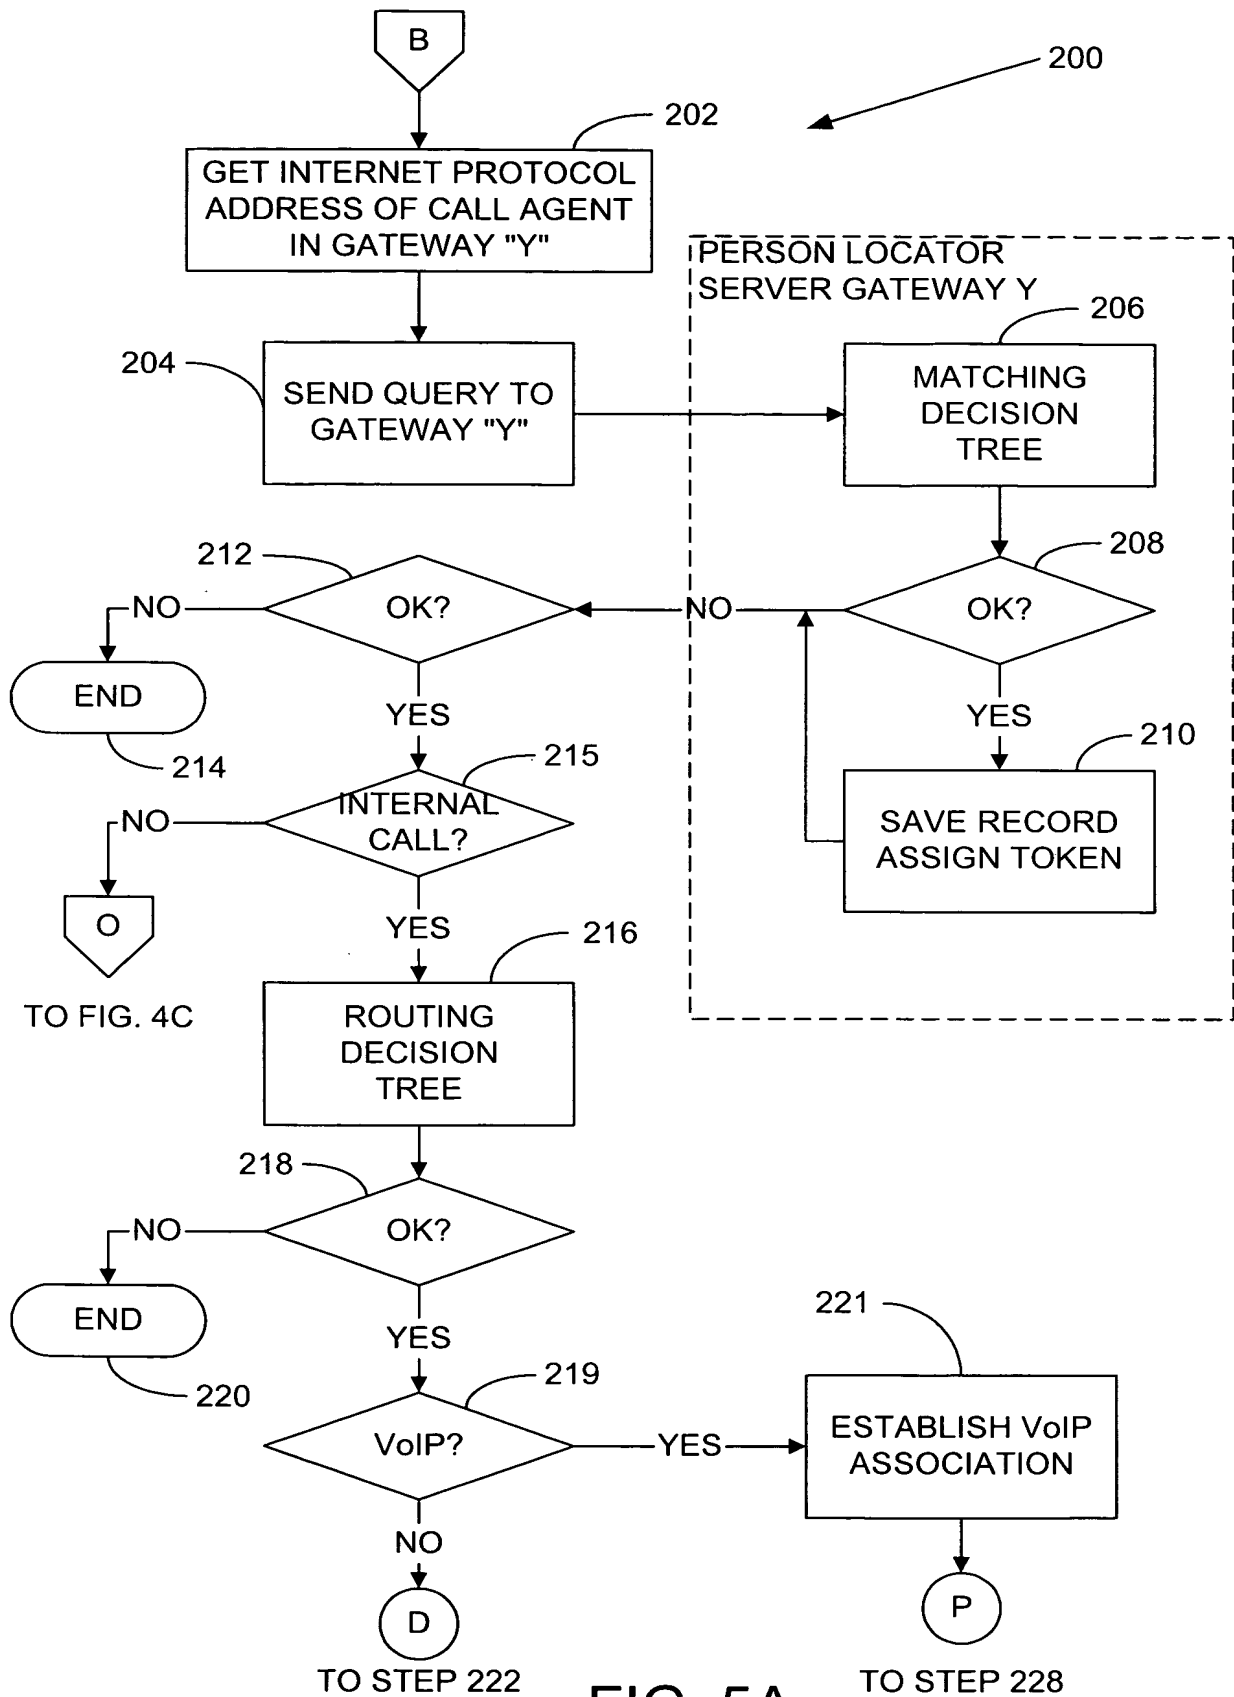 B
200
202
GET INTERNET PROTOCOL
ADDRESS OF CALL AGENT
IN GATEWAY "Y"
PERSON LOCATOR
SERVER GATEWAY Y
204
SEND QUERY TO
GATEWAY "Y"
206
MATCHING
DECISION
TREE
212
NO
OK?
NO
208
OK?
END
214
YES
YES
210
SAVE RECORD
ASSIGN TOKEN
215
NO
INTERNAL
CALL?
O
TO FIG. 4C
YES
216
ROUTING
DECISION
TREE
218
NO
OK?
END
220
YES
219
VoIP?
YES
221
ESTABLISH VoIP
ASSOCIATION
NO
D
TO STEP 222
P
TO STEP 228
FIG. 5A